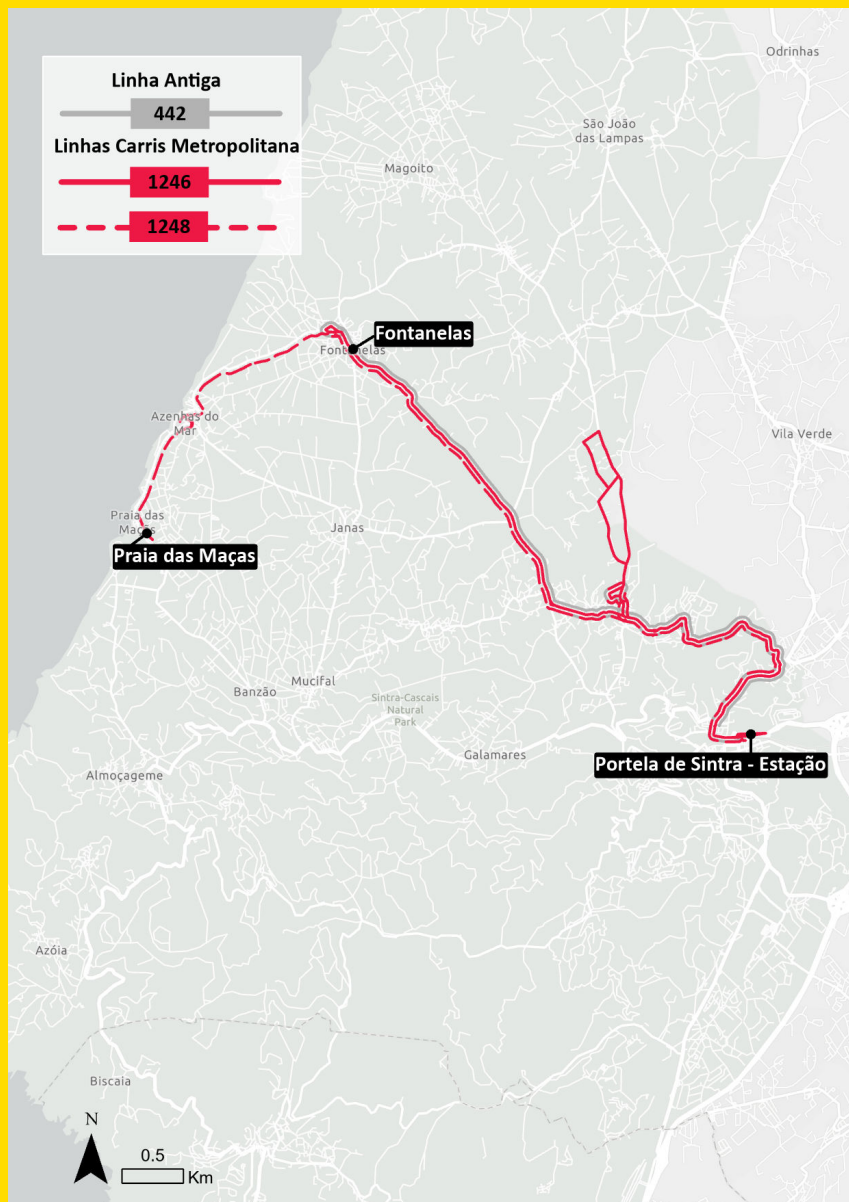 Linha Antiga
442
Linhas Carris Metropolitana
1246
1248
Odrinhas
São João
das Lampas
Magoito
Fontanelas
Fontanelas
Azenhas do
Mar
Vila Verde
Praia das
Maças
Janas
Praia das Maças
Mucifal
Banzão
Sintra-Cascais
Natural
Park
Galamares
Portela de Sintra - Estação
Almoçageme
Azóia
Biscaia
N
0.5
Km